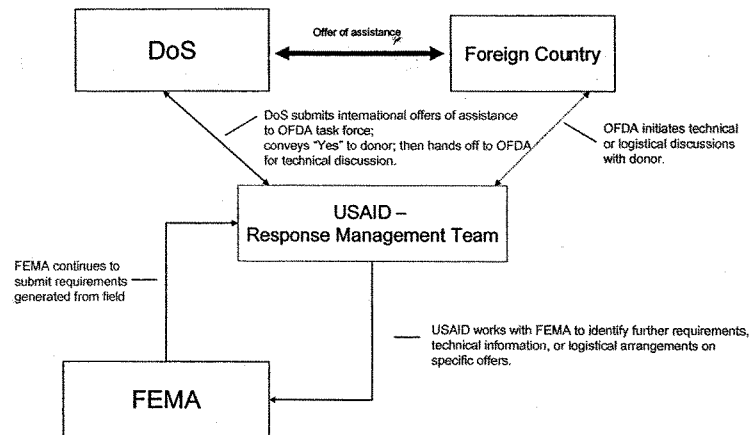 Offer of assistance
DoS
Foreign Country
DoS submits international offers of assistance
to OFDA task force;
conveys "Yes" to donor; then hands off to OFDA
for technical discussion.
OFDA initiates technical
or logistical discussions
with donor.
USAID –
Response Management Team
FEMA continues to
submit requirements
generated from field
USAID works with FEMA to identify further requirements,
technical information, or logistical arrangements on
specific offers.
FEMA